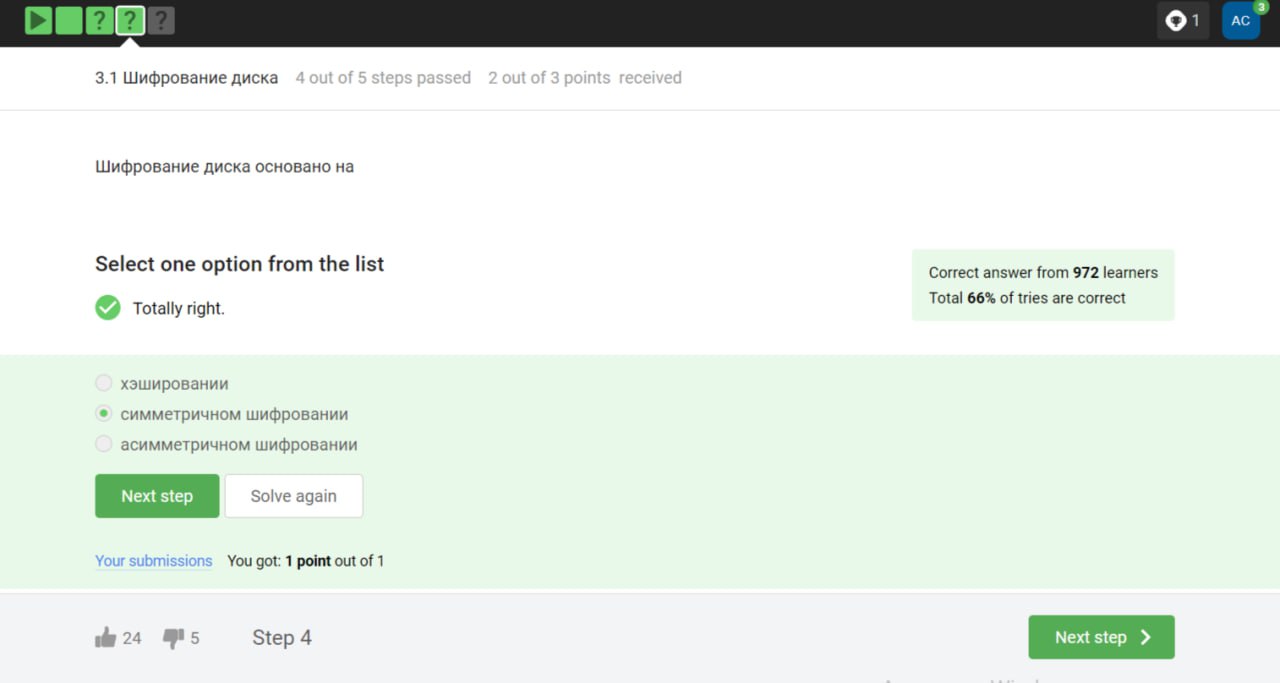 ? ? ?
1
AC
3
3.1 Шифрование диска 4 out of 5 steps passed 2 out of 3 points received
Шифрование диска основано на
Select one option from the list
Totally right.
Correct answer from 972 learners
Total 66% of tries are correct
хэшировании
симметричном шифровании
асимметричном шифровании
Next step
Solve again
Your submissions You got: 1 point out of 1
24
5
Step 4
Next step